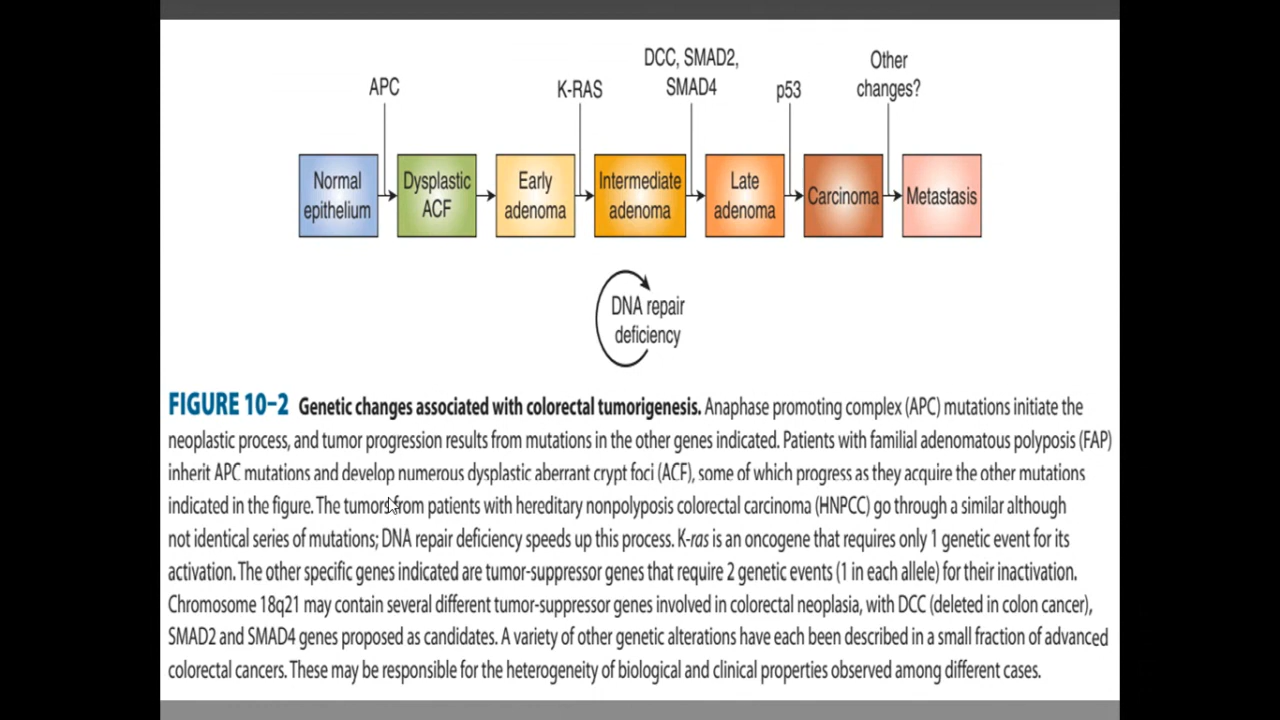 APC
K-RAS
DCC, SMAD2,
SMAD4
p53
Other
changes?
Normal
epithelium
Dysplastic
ACF
Early
adenoma
Intermediate
adenoma
Late
adenoma
Carcinoma
Metastasis
DNA repair
deficiency
FIGURE 10–2 Genetic changes associated with colorectal tumorigenesis. Anaphase promoting complex (APC) mutations initiate the
neoplastic process, and tumor progression results from mutations in the other genes indicated. Patients with familial adenomatous polyposis (FAP)
inherit APC mutations and develop numerous dysplastic aberrant crypt foci (ACF), some of which progress as they acquire the other mutations
indicated in the figure. The tumors from patients with hereditary nonpolyposis colorectal carcinoma (HNPCC) go through a similar although
not identical series of mutations; DNA repair deficiency speeds up this process. K-ras is an oncogene that requires only 1 genetic event for its
activation. The other specific genes indicated are tumor-suppressor genes that require 2 genetic events (1 in each allele) for their inactivation.
Chromosome 18q21 may contain several different tumor-suppressor genes involved in colorectal neoplasia, with DCC (deleted in colon cancer),
SMAD2 and SMAD4 genes proposed as candidates. A variety of other genetic alterations have each been described in a small fraction of advanced
colorectal cancers. These may be responsible for the heterogeneity of biological and clinical properties observed among different cases.